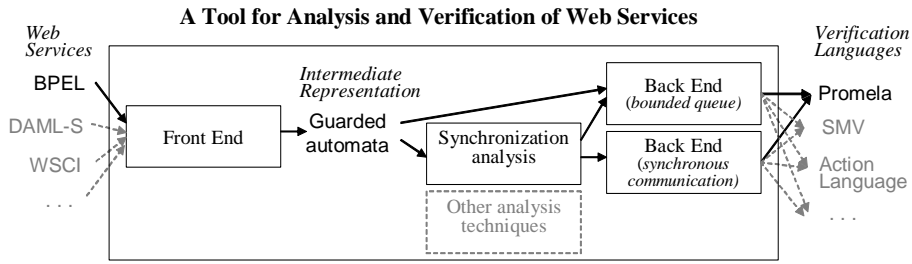 A Tool for Analysis and Verification of Web Services
Web
Services
BPEL
DAML-S
WSCI
. . .
Front End
Intermediate
Representation
Guarded
automata
Synchronization
analysis
Other analysis
techniques
Back End
(bounded queue)
Back End
(synchronous
communication)
Verification
Languages
Promela
SMV
Action
Language
. . .